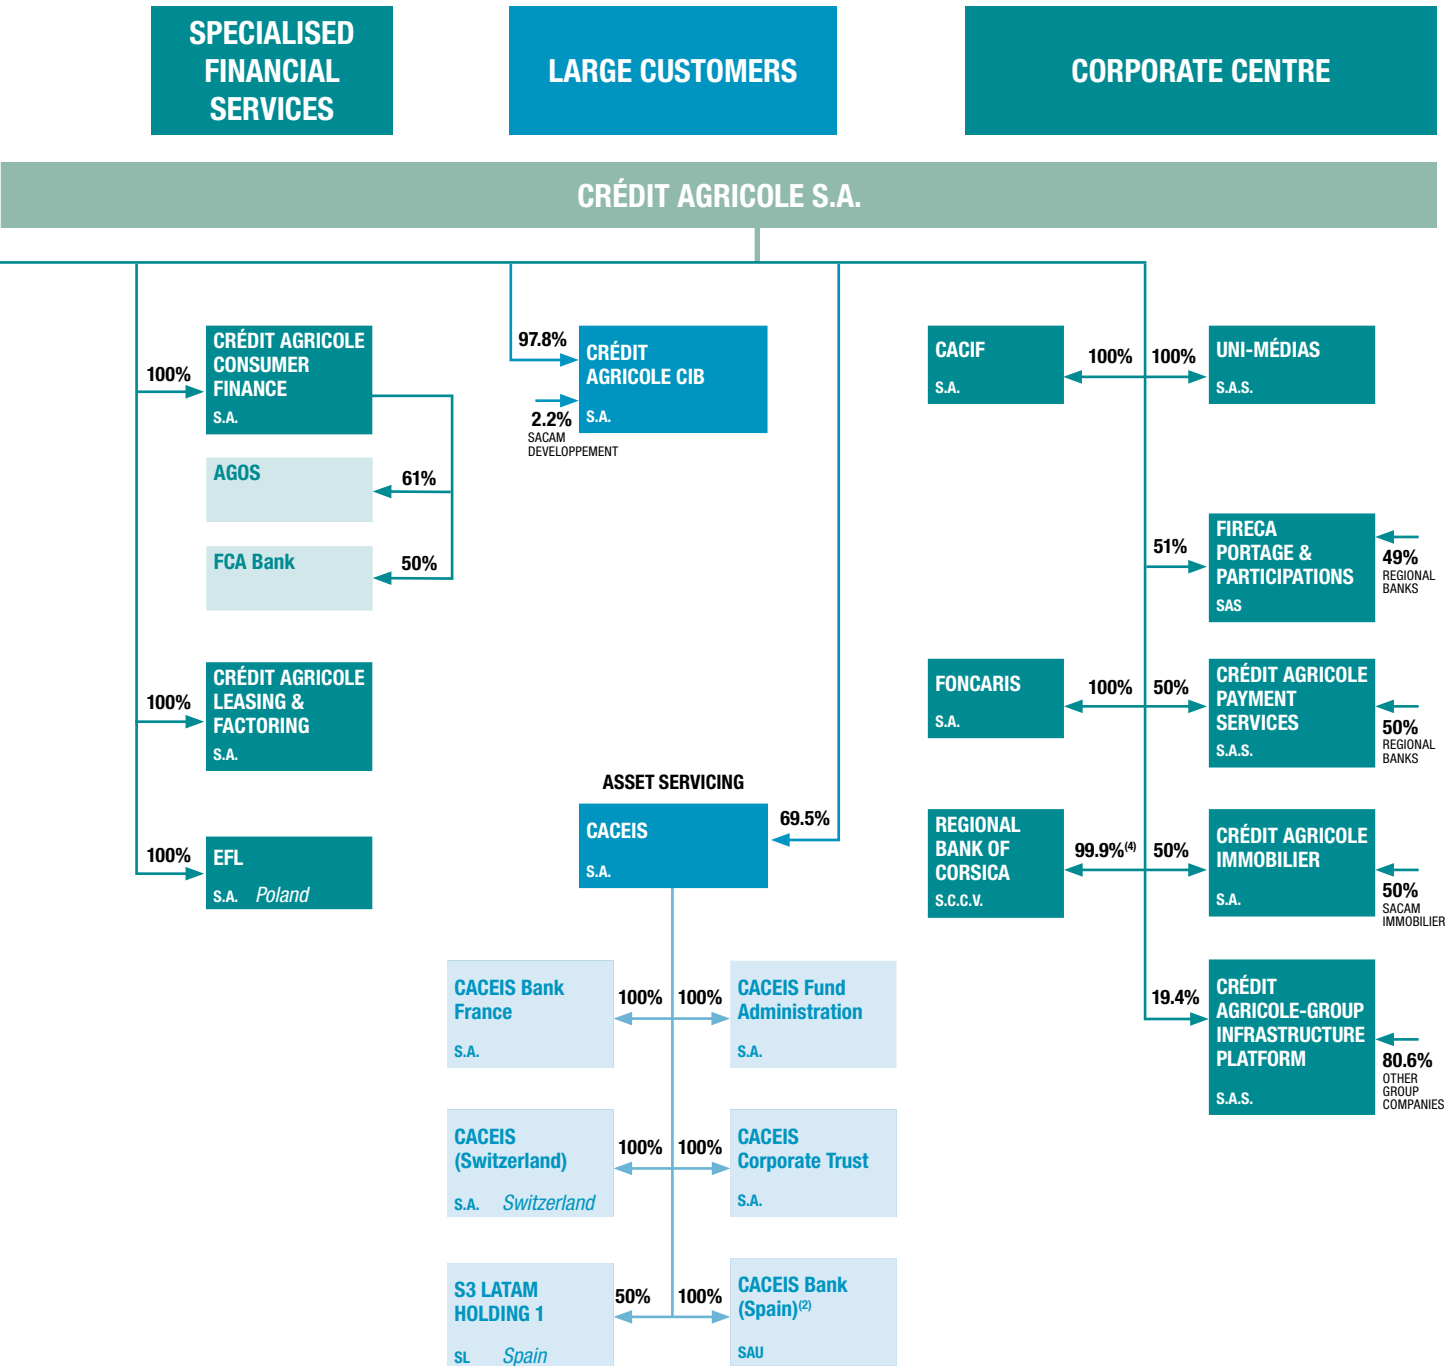 SPECIALISED
FINANCIAL
SERVICES
LARGE CUSTOMERS
CORPORATE CENTRE
CRÉDIT AGRICOLE S.A.
100%
CRÉDIT AGRICOLE
CONSUMER
FINANCE
S.A.
AGOS
61%
FCA Bank
50%
100%
CRÉDIT AGRICOLE
LEASING &
FACTORING
S.A.
100%
EFL
S.A. Poland
97.8%
CRÉDIT
AGRICOLE CIB
S.A.
2.2%
SACAM
DEVELOPPEMENT
ASSET SERVICING
CACEIS
S.A.
69.5%
CACEIS Bank
France
S.A.
100%
100%
CACEIS Fund
Administration
S.A.
CACEIS
(Switzerland)
S.A. Switzerland
100%
100%
CACEIS
Corporate Trust
S.A.
S3 LATAM
HOLDING 1
SL Spain
50%
100%
CACEIS Bank
(Spain)(2)
SAU
CACIF
S.A.
100%
100%
UNI-MÉDIAS
S.A.S.
51%
FIRECA
PORTAGE &
PARTICIPATIONS
SAS
49%
REGIONAL
BANKS
FONCARIS
S.A.
100%
50%
CRÉDIT AGRICOLE
PAYMENT
SERVICES
S.A.S.
50%
REGIONAL
BANKS
REGIONAL
BANK OF
CORSICA
S.C.C.V.
99.9%(4)
50%
CRÉDIT AGRICOLE
IMMOBILIER
S.A.
50%
SACAM
IMMOBILIER
19.4%
CRÉDIT
AGRICOLE-GROUP
INFRASTRUCTURE
PLATFORM
S.A.S.
80.6%
OTHER
GROUP
COMPANIES